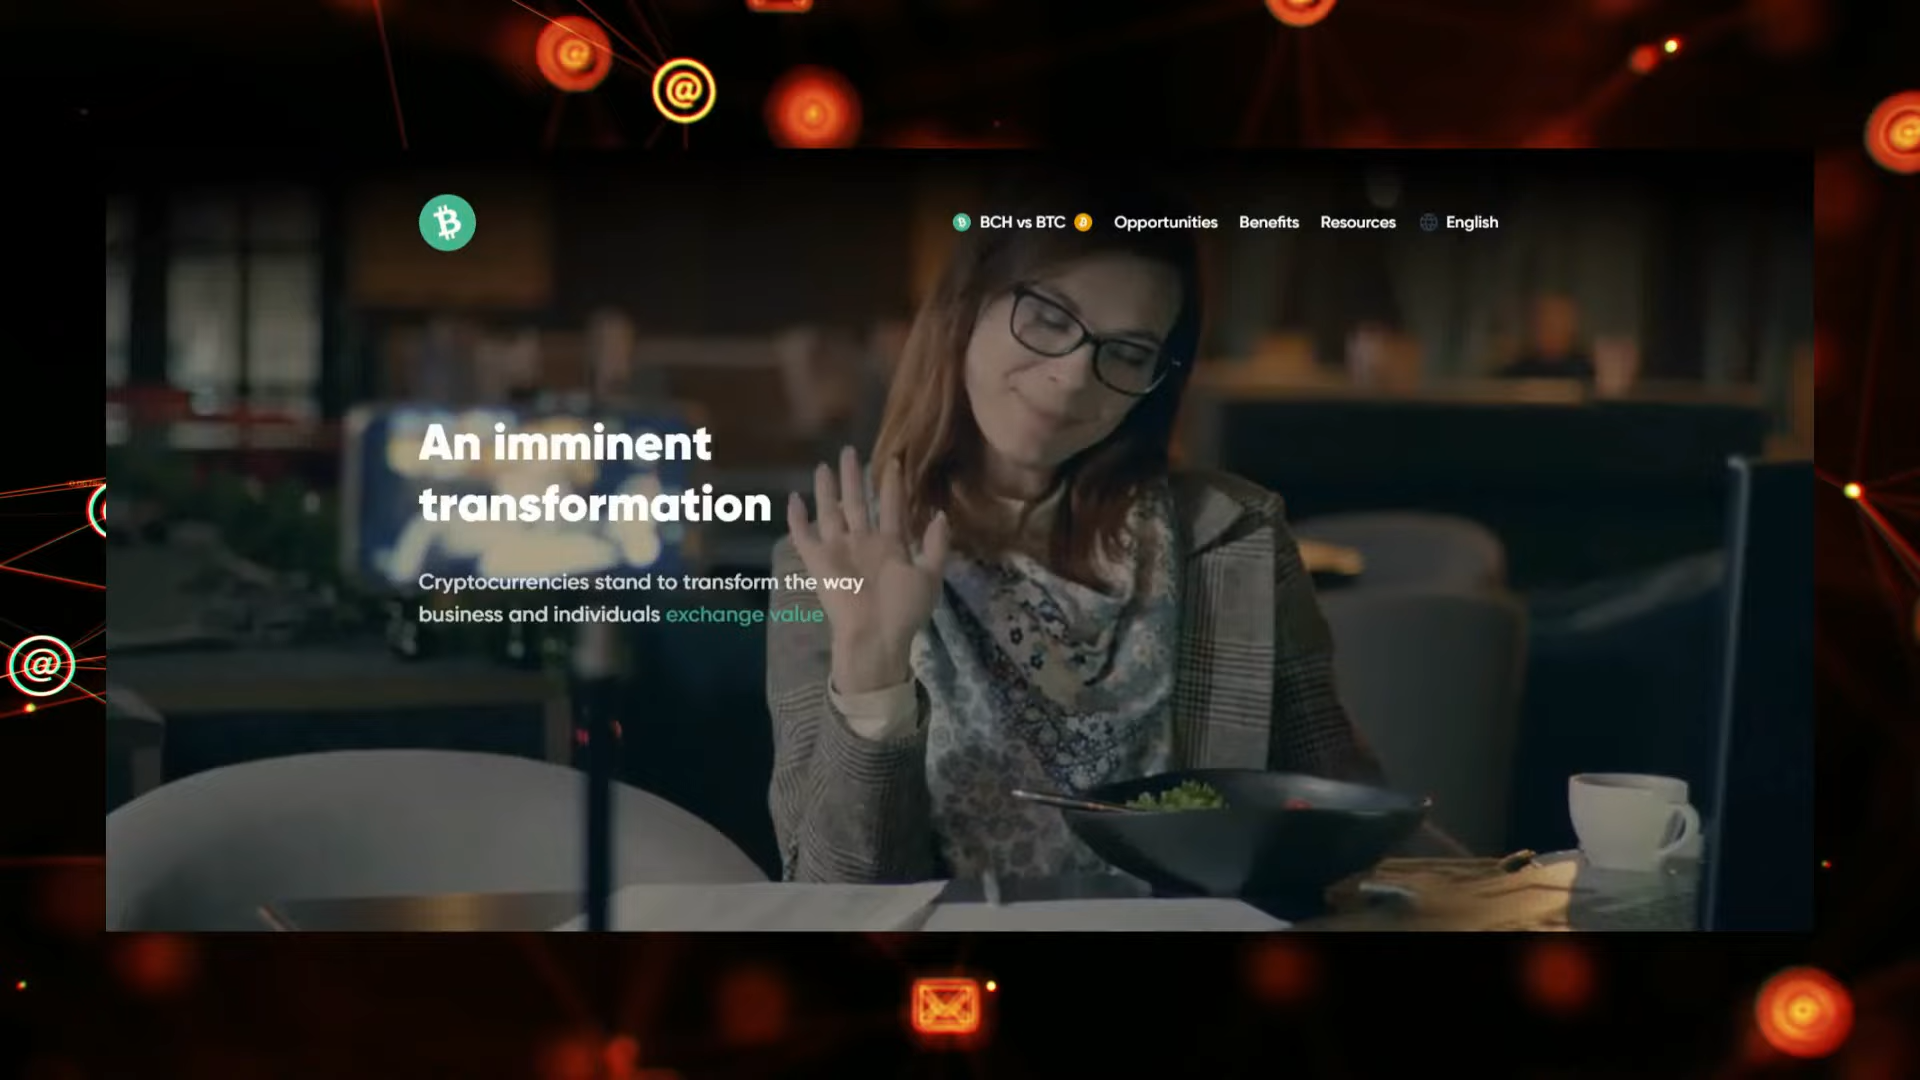 BCH vs BTC
Opportunities
Benefits
Resources
English
An imminent
transformation
Cryptocurrencies stand to transform the way
business and individuals exchange value